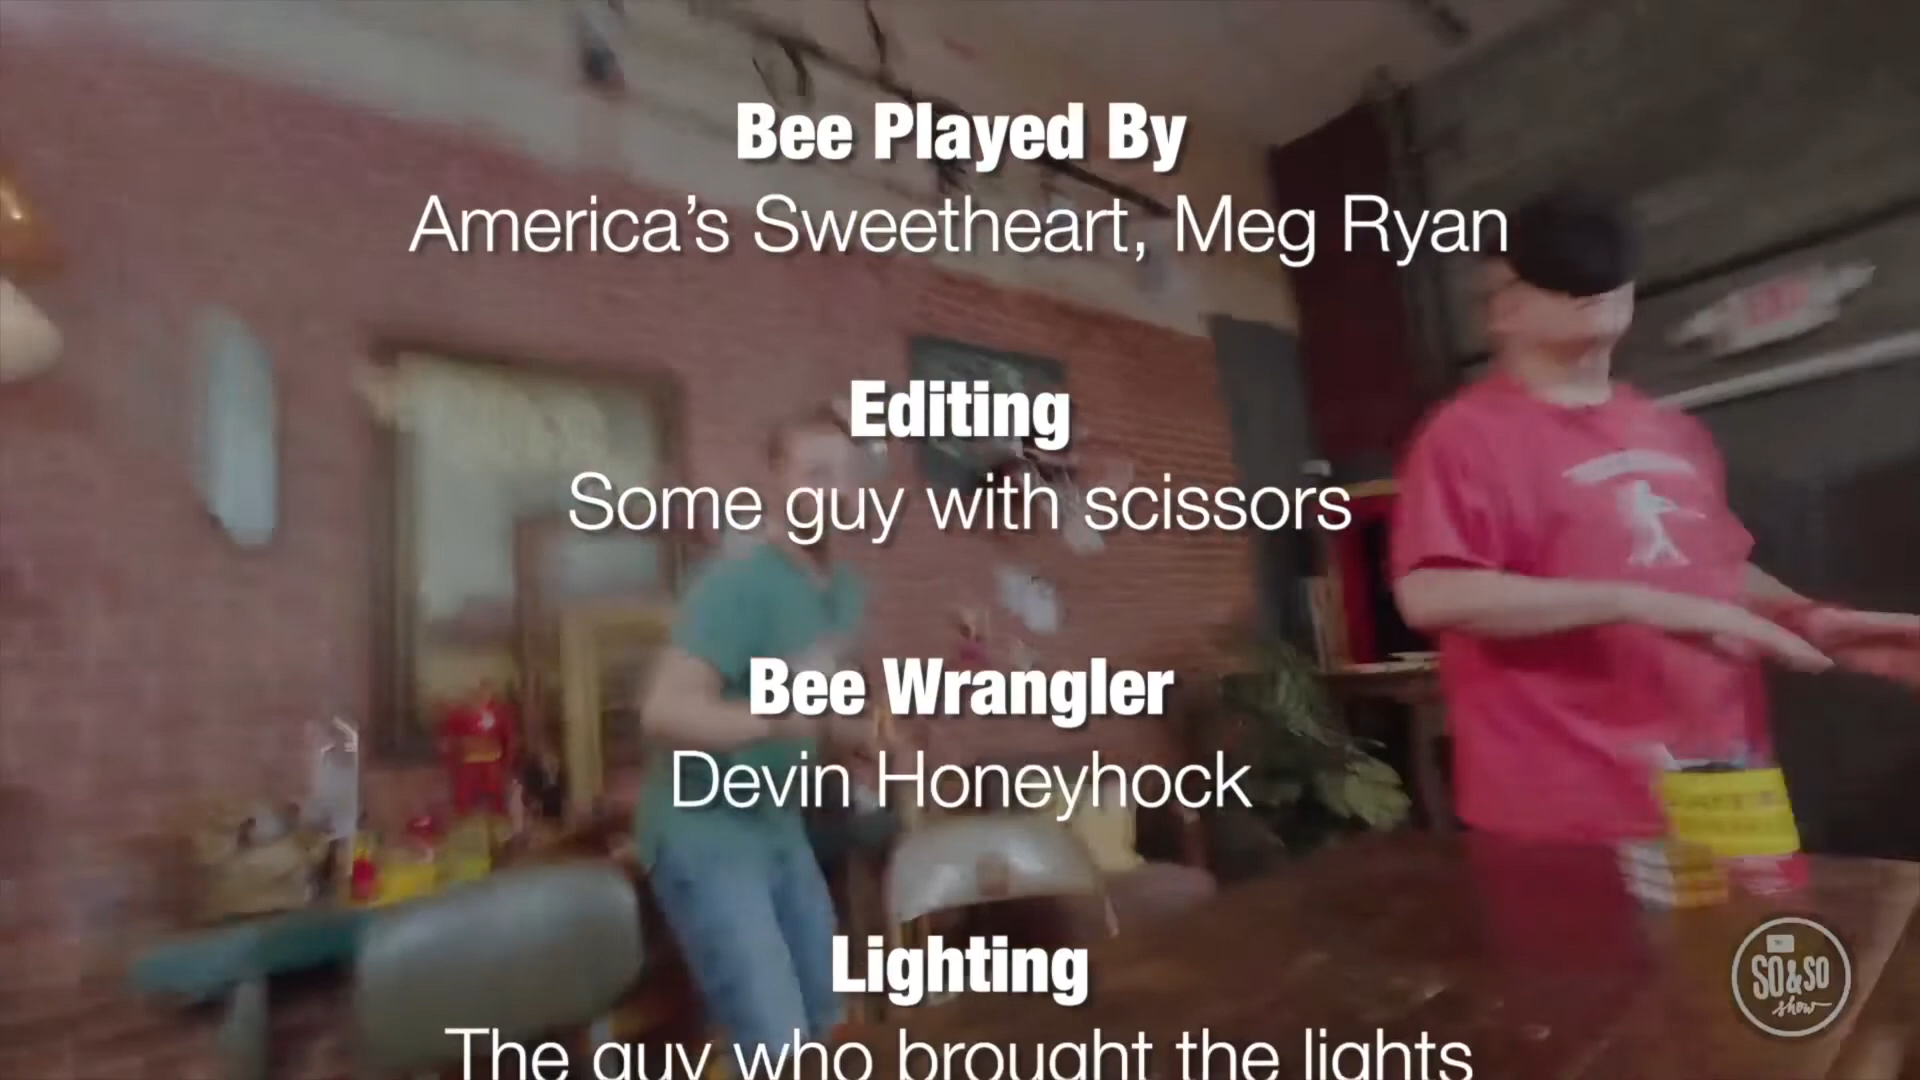 Bee Played By
America’s Sweetheart, Meg Ryan
Editing
Some guy with scissors
Bee Wrangler
Devin Honeyhock
Lighting
The guy who brought the lights
SO & SO
show